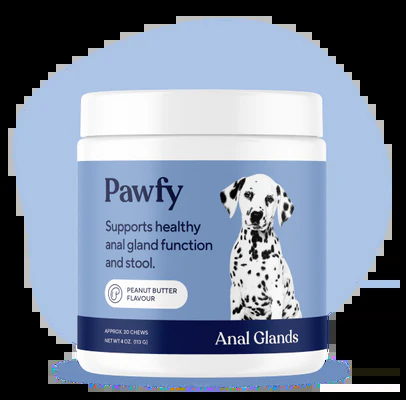 Pawfy
Supports healthy
anal gland function
and stool.
PEANUT BUTTER
FLAVOUR
APPROX. 30 CHEWS
NET WT 4 OZ. (113 G)
Anal Glands